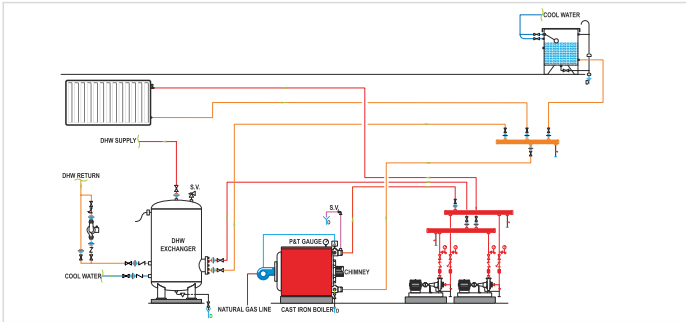 COOL WATER
DHW SUPPLY
DHW RETURN
S.V.
S.V.
DHW
EXCHANGER
P&T GAUGE
CHIMNEY
COOL WATER
NATURAL GAS LINE
CAST IRON BOILER